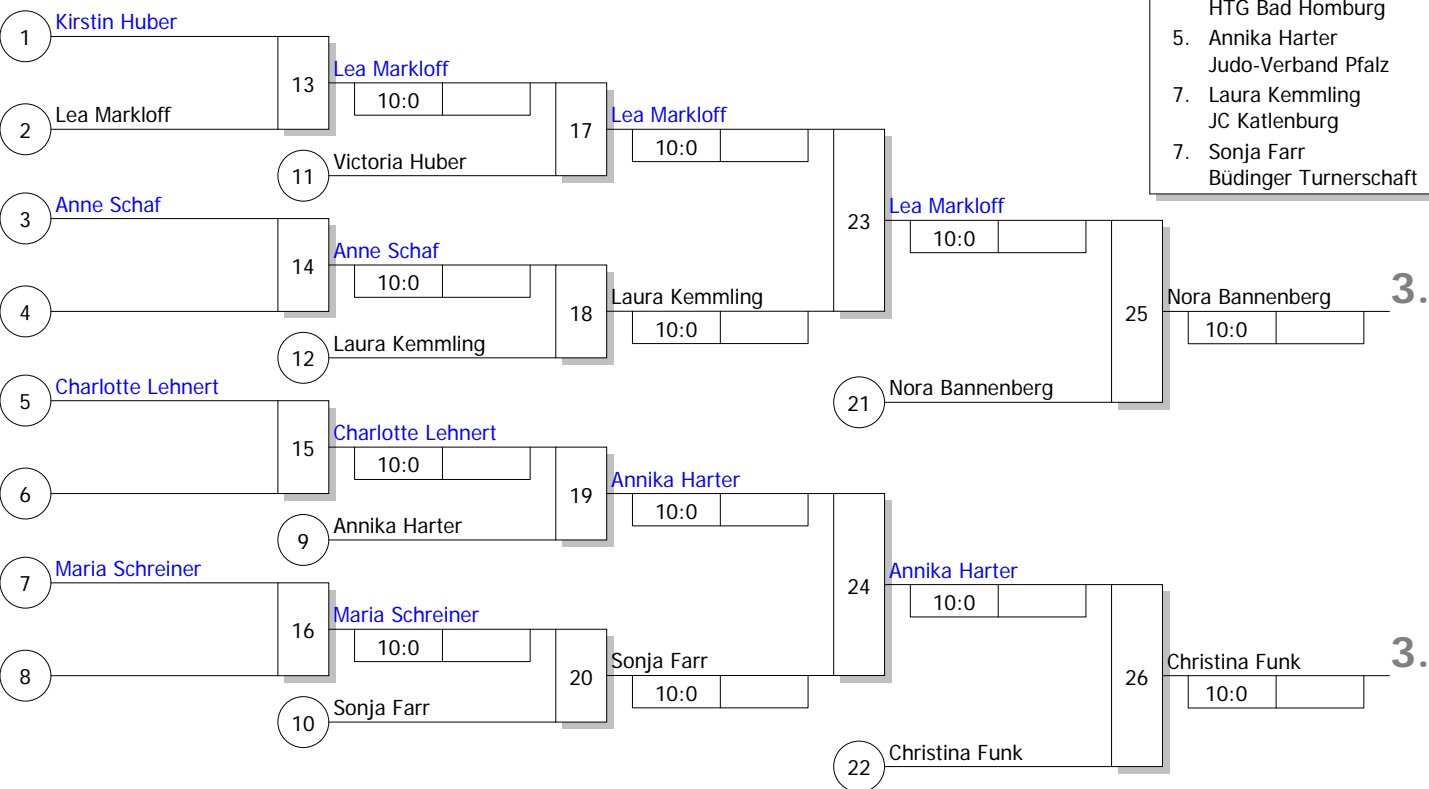 HTG Bad Homburg
5. Annika Harter
Judo-Verband Pfalz
7. Laura Kemmling
JC Katlenburg
7. Sonja Farr
Büdinger Turnerschaft
1 Kirstin Huber
13 Lea Markloff
10:0
2 Lea Markloff
17 Lea Markloff
10:0
11 Victoria Huber
3 Anne Schaf
23 Lea Markloff
10:0
14 Anne Schaf
10:0
4
18 Laura Kemmling
10:0
12 Laura Kemmling
25 Nora Bannenberg 3.
10:0
5 Charlotte Lehnert
21 Nora Bannenberg
15 Charlotte Lehnert
10:0
6
19 Annika Harter
10:0
9 Annika Harter
7 Maria Schreiner
24 Annika Harter
10:0
16 Maria Schreiner
10:0
8
20 Sonja Farr
10:0
10 Sonja Farr
26 Christina Funk 3.
10:0
22 Christina Funk